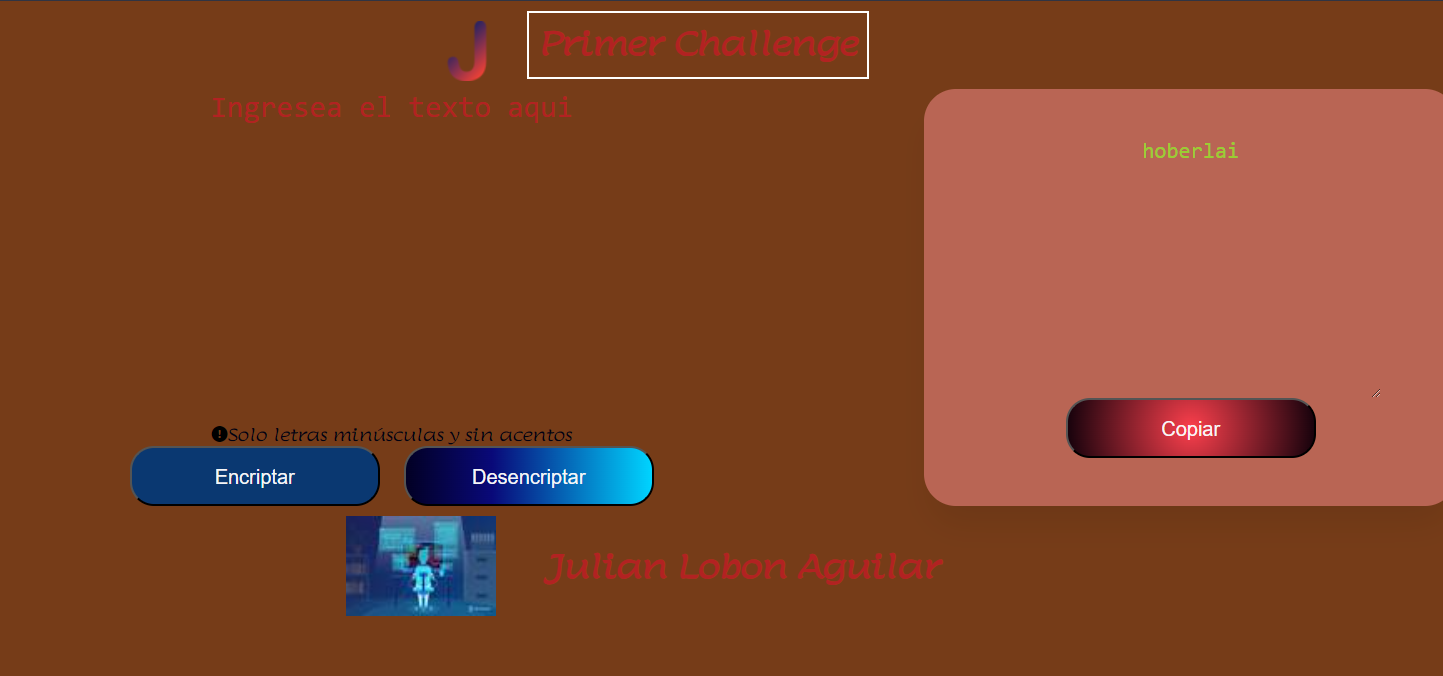 J
Primer Challenge
Ingresea el texto aqui
hoberlai
Solo letras minúsculas y sin acentos
Copiar
Encriptar
Desencriptar
Julian Lobon Aguilar